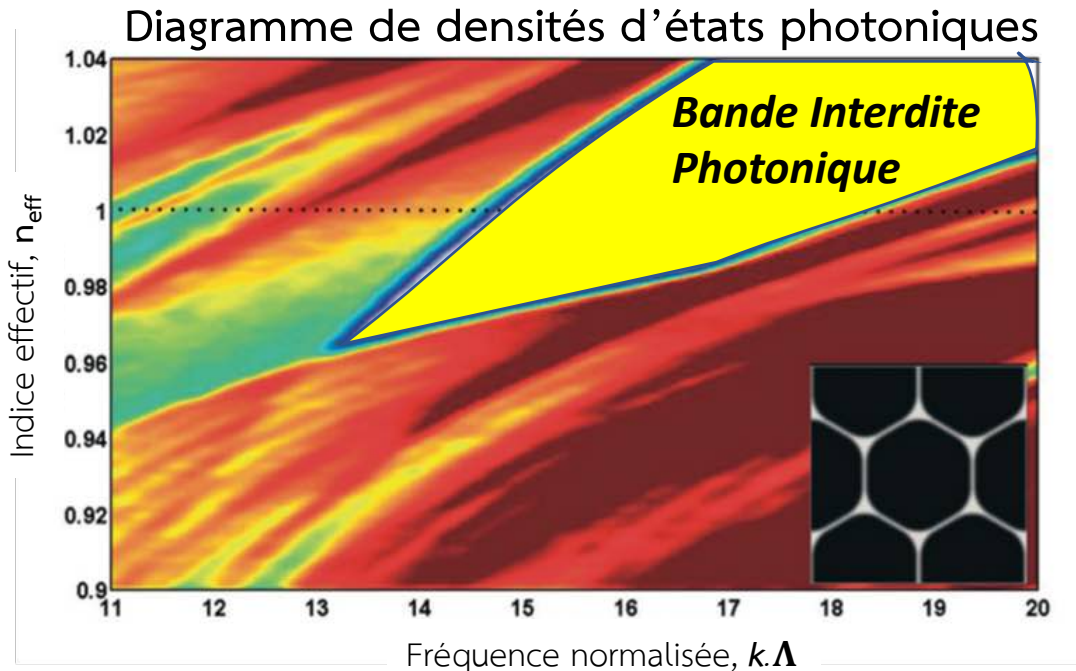 Diagramme de densités d’états photoniques
1.04
1.02
1
0.98
0.96
0.94
0.92
0.9
Indice effectif, n_eff
Bande Interdite
Photonique
11 12 13 14 15 16 17 18 19 20
Fréquence normalisée, k.Λ